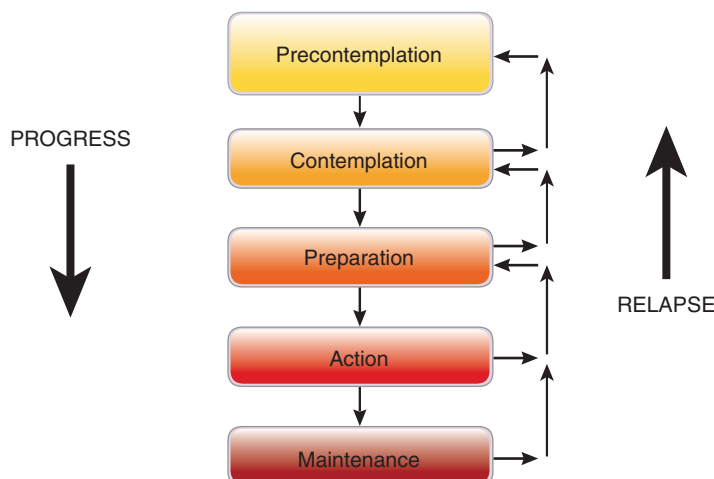 Precontemplation
PROGRESS
Contemplation
Preparation
RELAPSE
Action
Maintenance